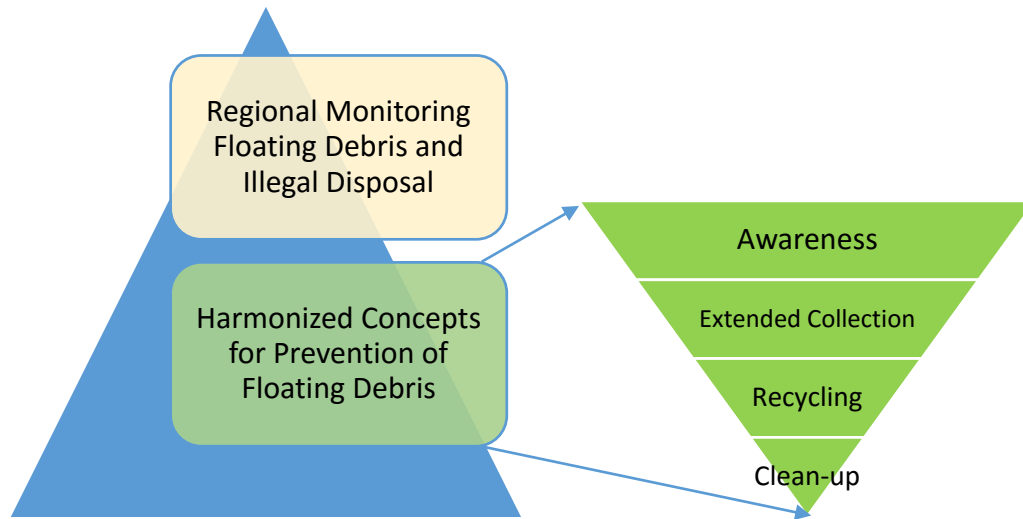 Regional Monitoring
Floating Debris and
Illegal Disposal
Harmonized Concepts
for Prevention of
Floating Debris
Awareness
Extended Collection
Recycling
Clean-up